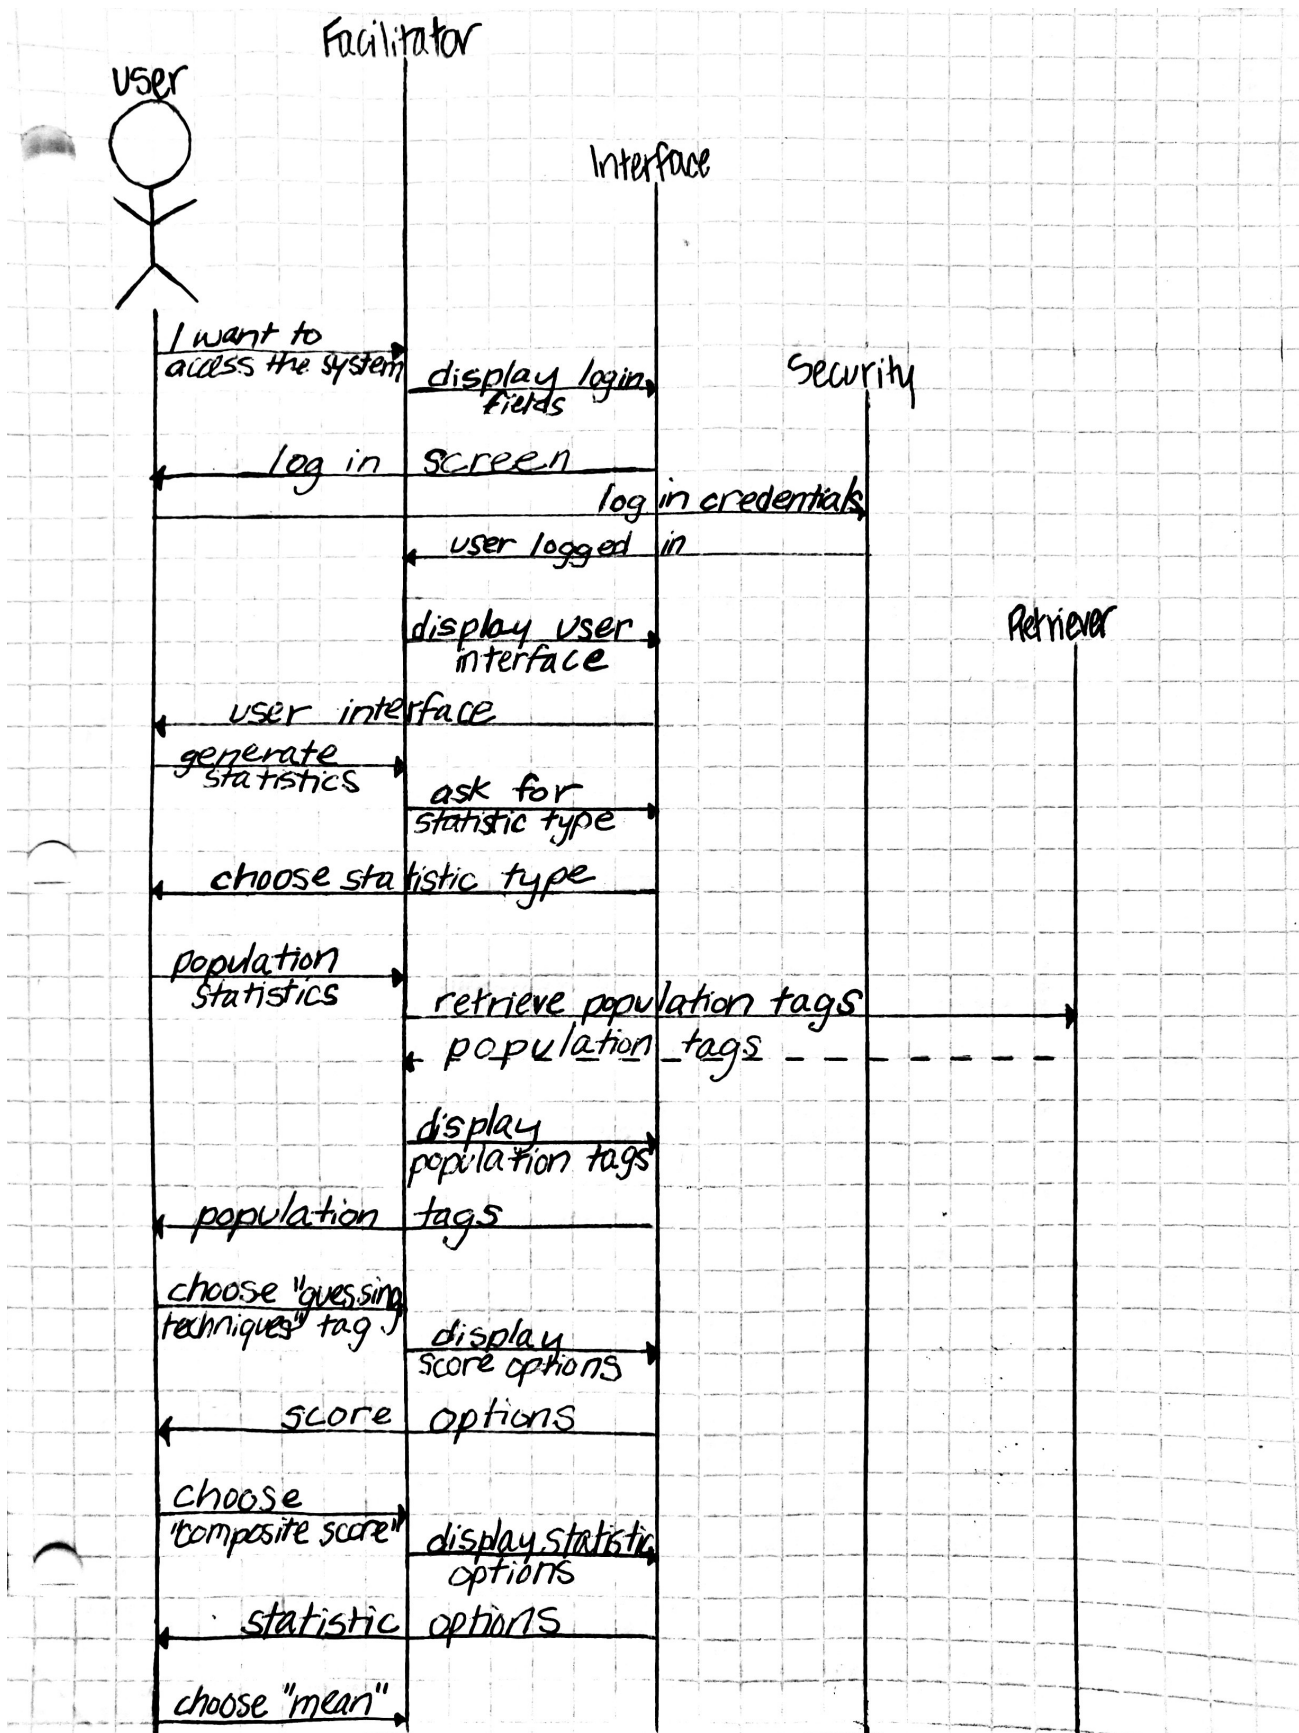 Facilitator
user
Interface
I want to
access the system
Security
display login
fields
log in screen
log in credentials
user logged in
Retriever
display user
interface
user interface
generate
statistics
ask for
statistic type
choose statistic type
population
statistics
retrieve population tags
population tags
display
population tags
population tags
choose "guessing
techniques" tag
display
score options
score options
choose
"composite score"
display statistic
options
statistic options
choose "mean"